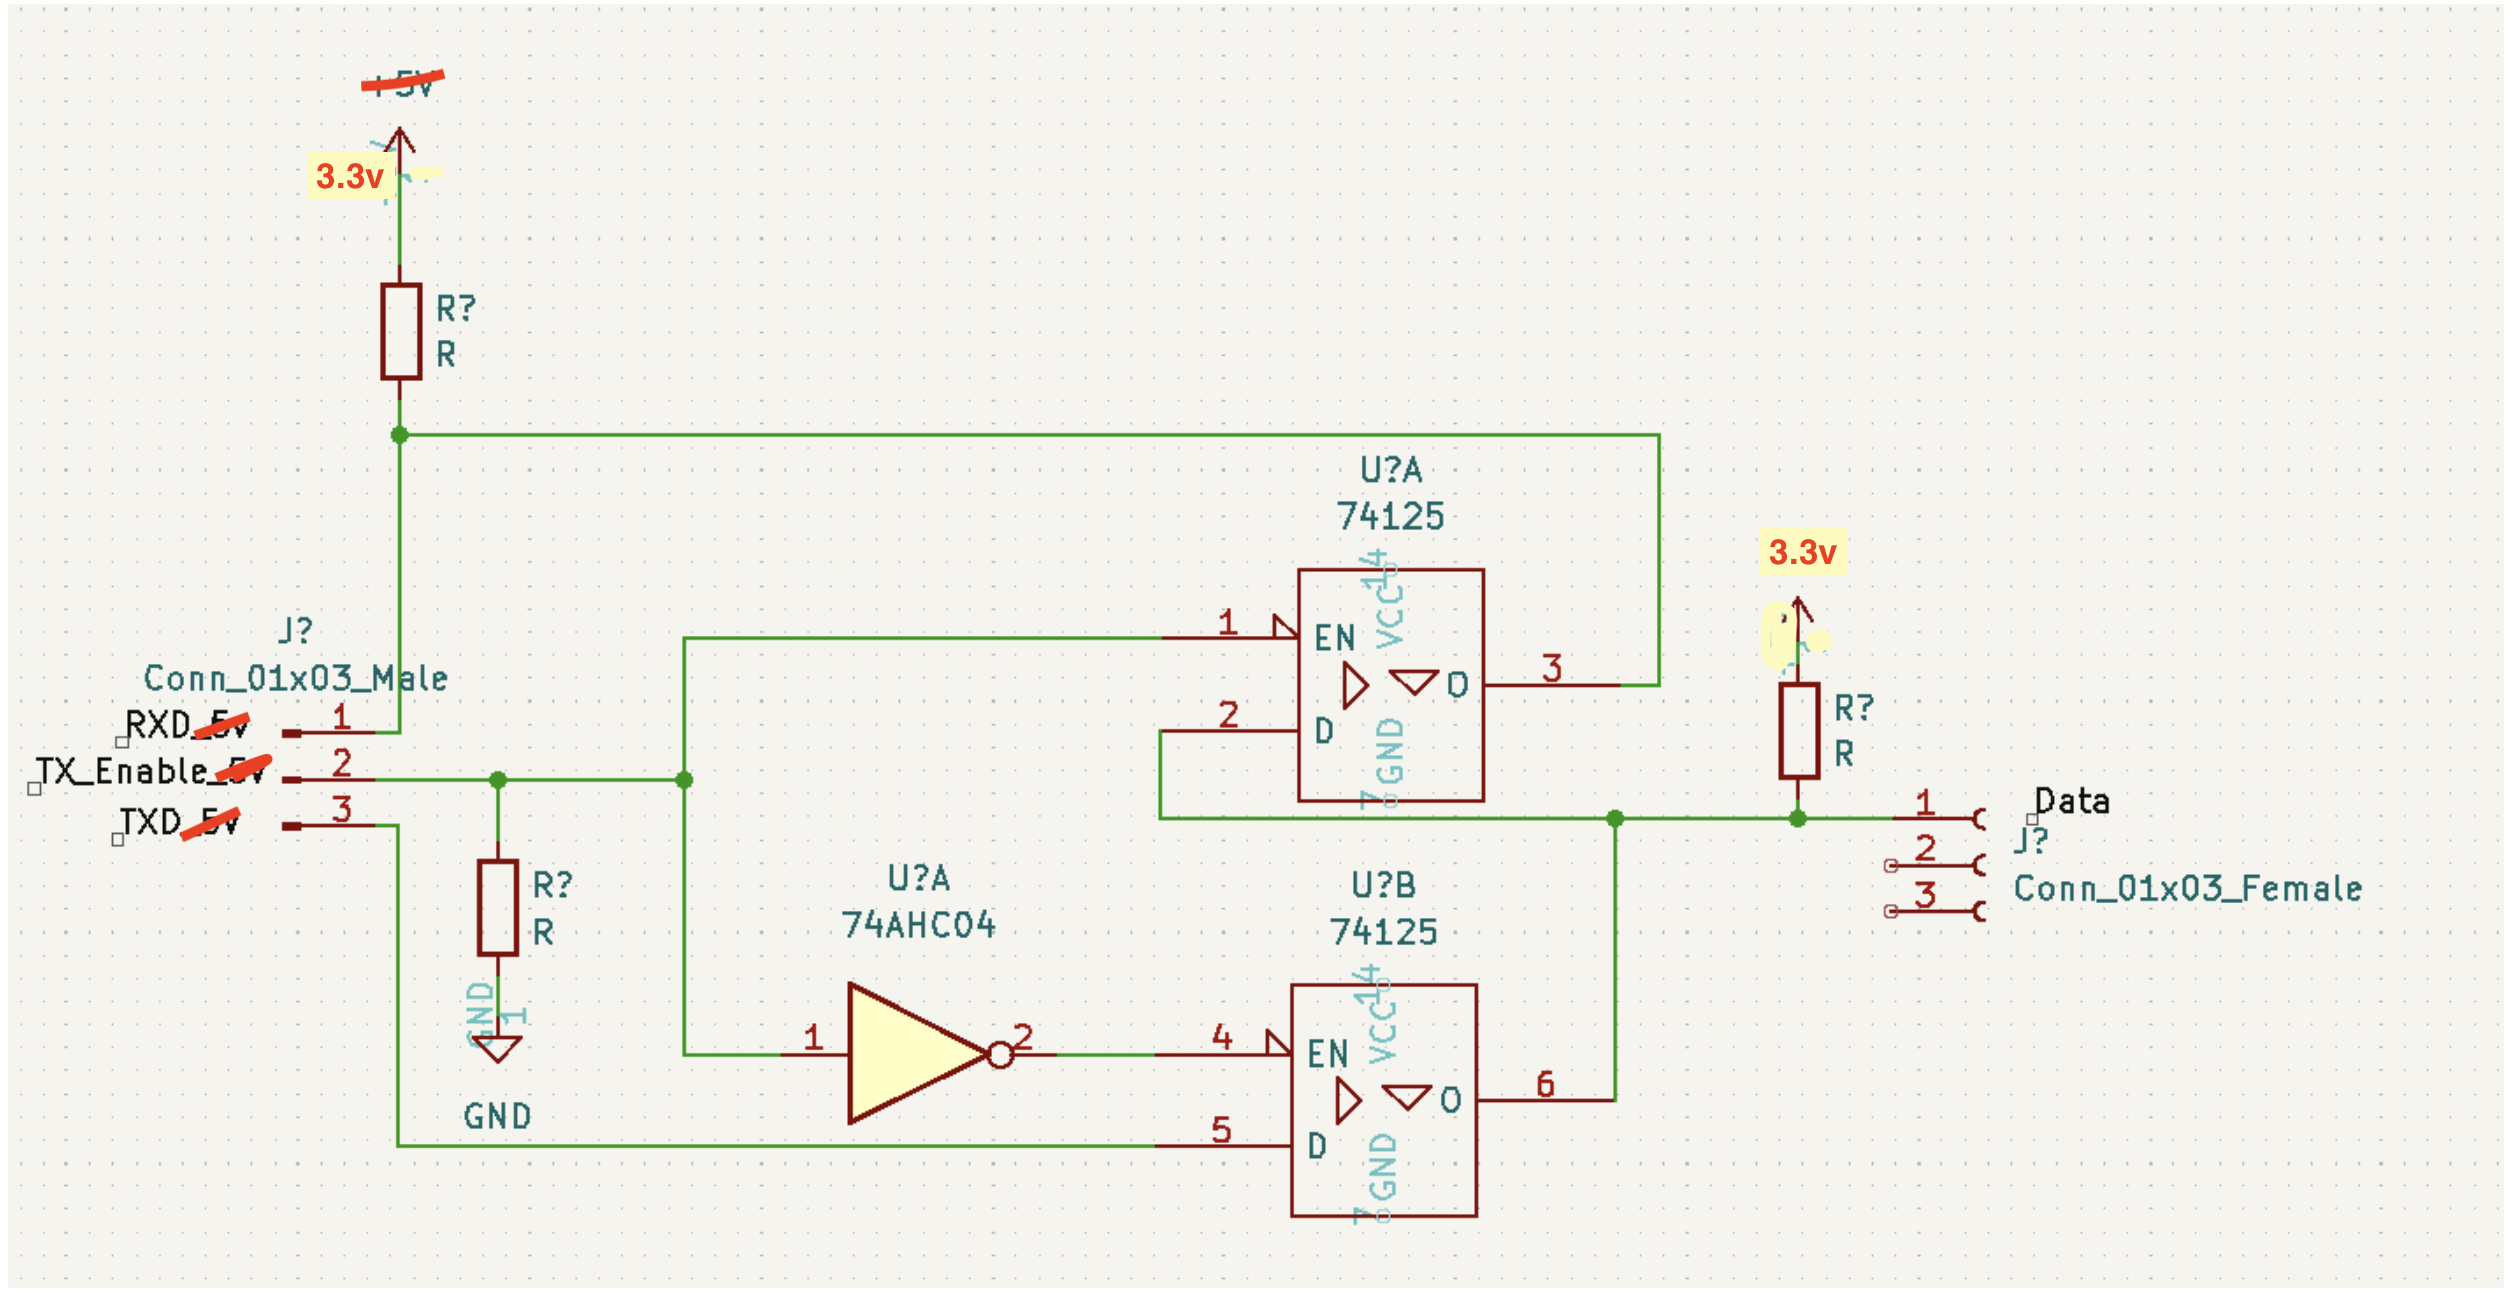 +5V
3.3v
R?
R
U?A
74125
14
VCC
1
EN
3
O
2
D
GND
7
3.3v
R?
R
J?
Conn_01x03_Male
RXD_5V
1
TX_Enable_5V
2
TXD_5V
3
1
Data
J?
2
3
Conn_01x03_Female
R?
R
GND
1
GND
U?A
74AHC04
1
2
U?B
74125
14
VCC
4
EN
6
O
5
D
GND
7